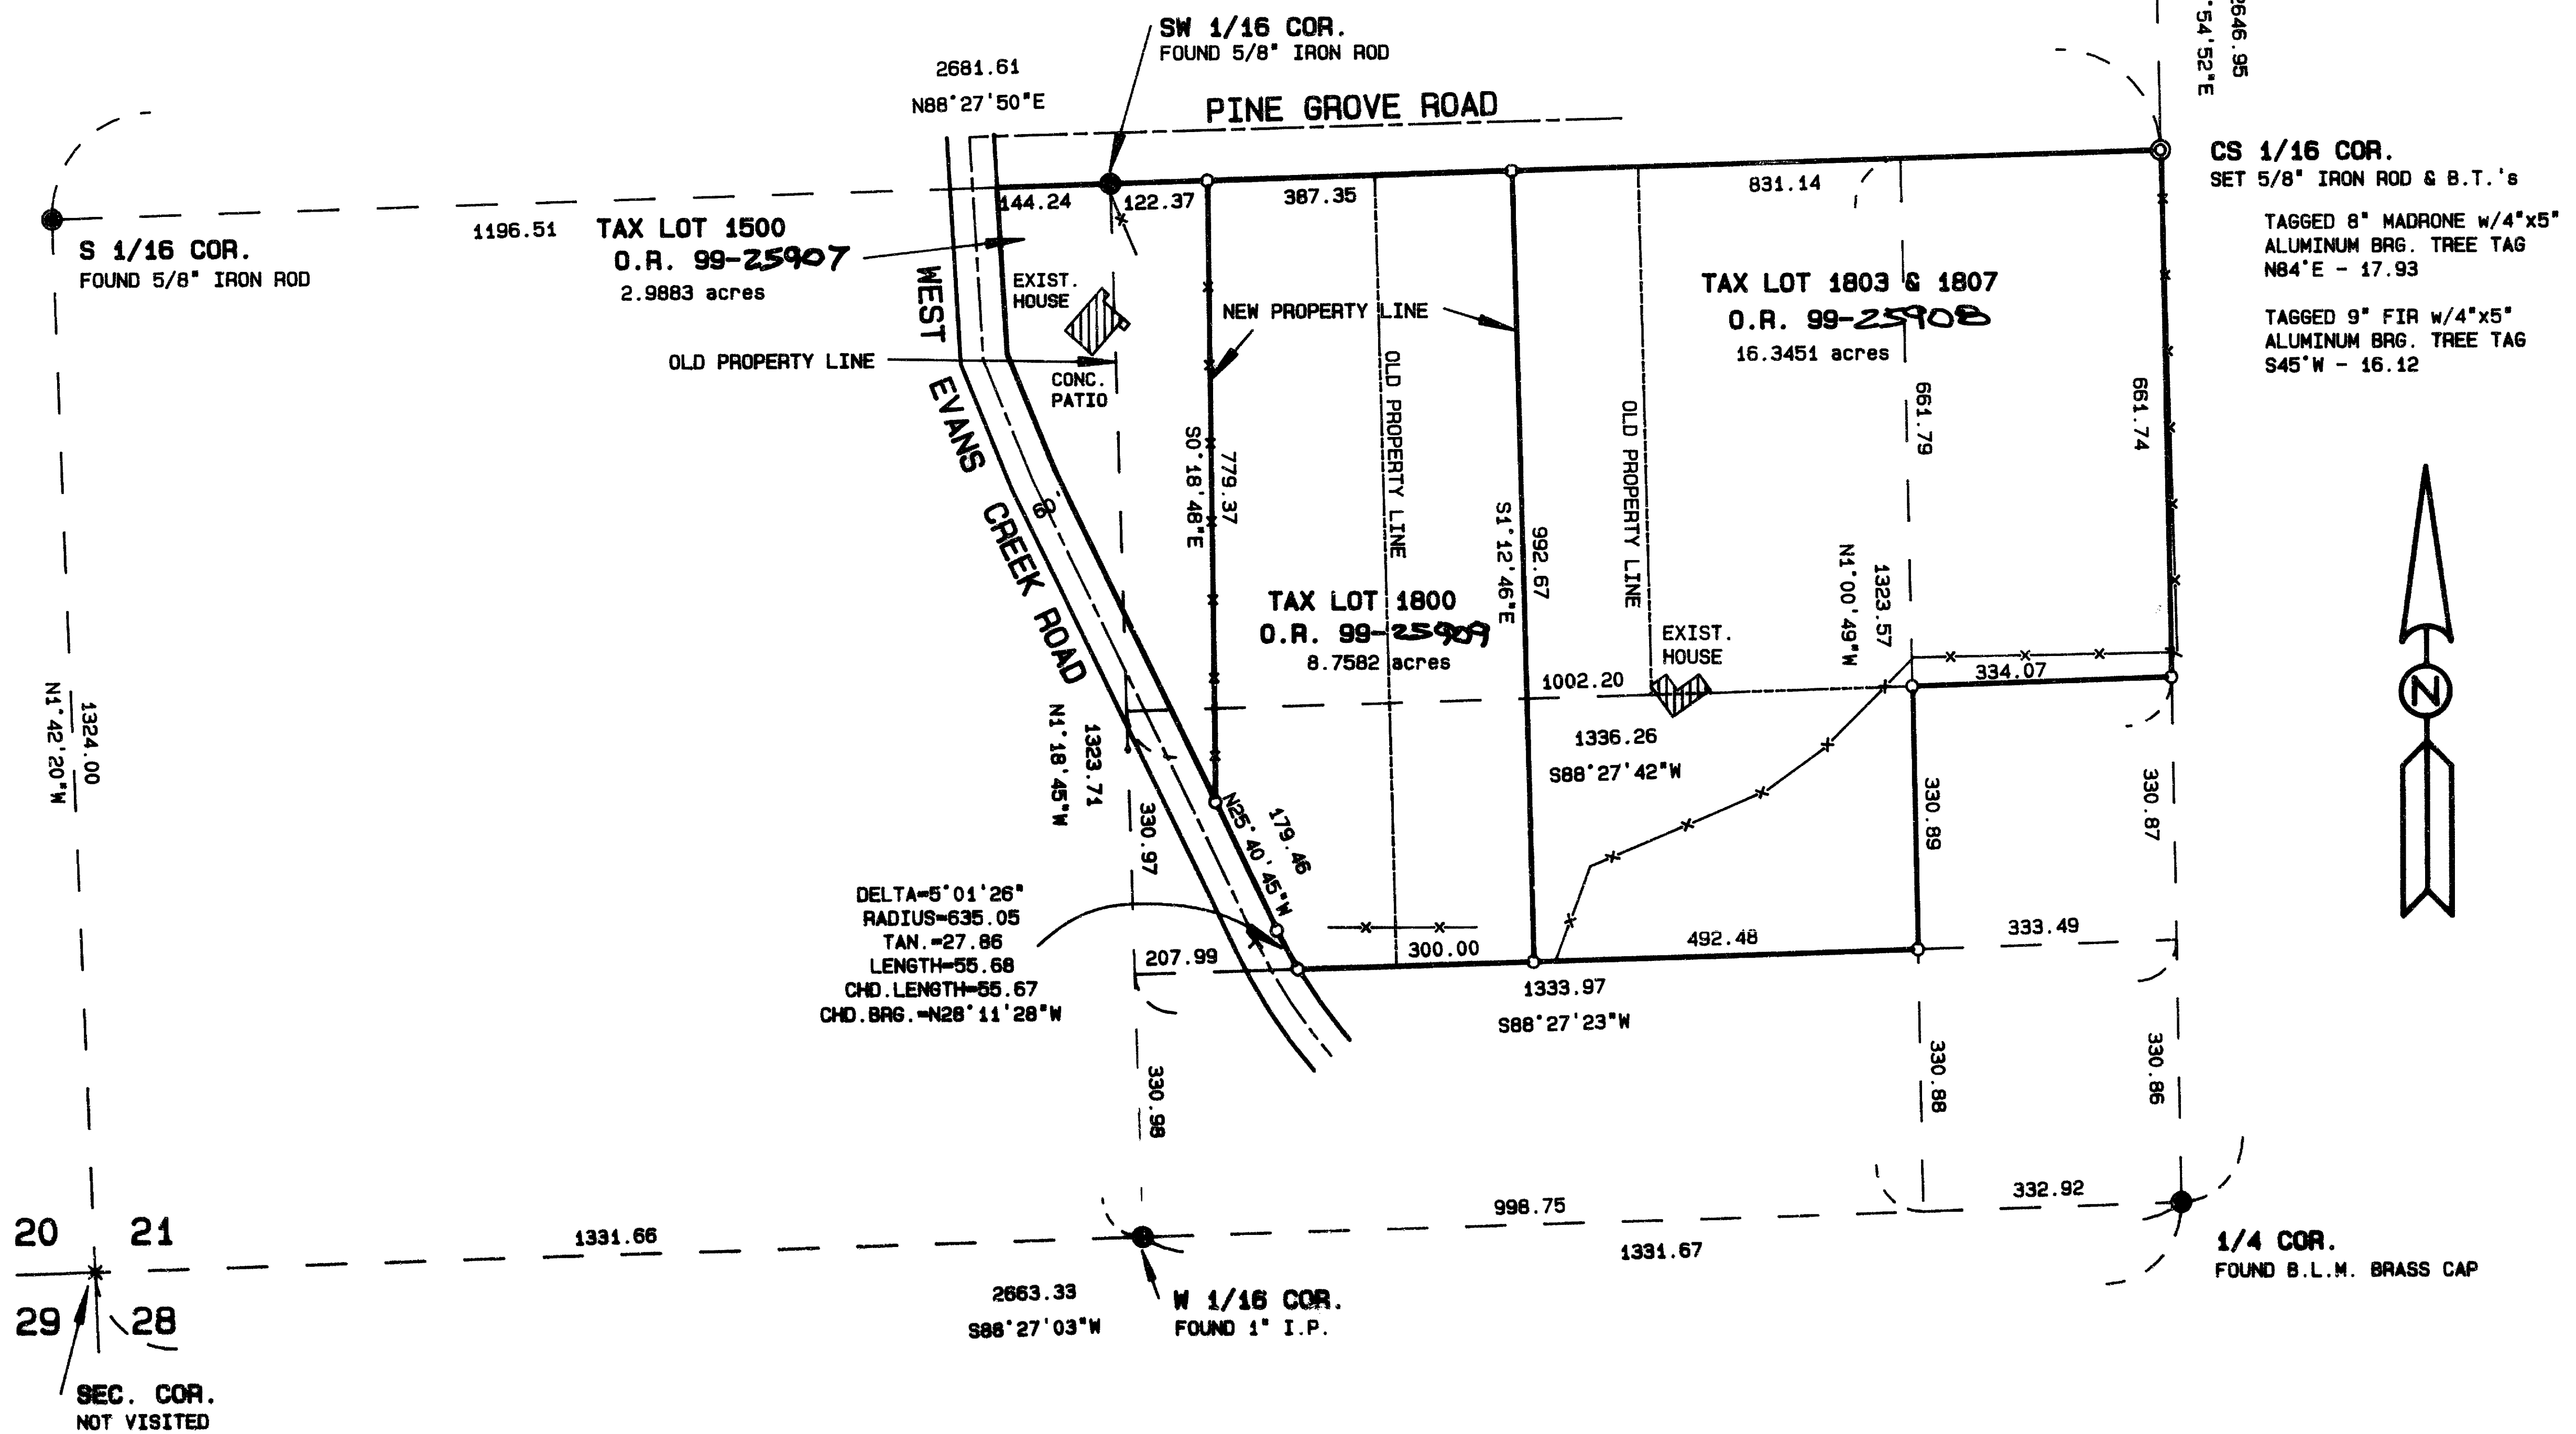 SW 1/16 COR.
FOUND 5/8" IRON ROD
2681.61
N88°27'50"E
PINE GROVE ROAD
2646.95
°54'52"E
CS 1/16 COR.
SET 5/8" IRON ROD & B.T.'s
TAGGED 8" MADRONE w/4"x5"
ALUMINUM BRG. TREE TAG
N84°E - 17.93
TAGGED 9" FIR w/4"x5"
ALUMINUM BRG. TREE TAG
S45°W - 16.12
144.24
122.37
387.35
831.14
1196.51
S 1/16 COR.
FOUND 5/8" IRON ROD
TAX LOT 1500
O.R. 99-25907
2.9883 acres
EXIST.
HOUSE
OLD PROPERTY LINE
CONC.
PATIO
WEST EVANS CREEK ROAD
60
NEW PROPERTY LINE
OLD PROPERTY LINE
OLD PROPERTY LINE
TAX LOT 1803 & 1807
O.R. 99-25908
16.3451 acres
661.79
661.74
S0°18'48"E
779.37
S1°12'46"E
992.67
TAX LOT 1800
O.R. 99-25909
8.7582 acres
EXIST.
HOUSE
N1°00'49"W
1323.57
1002.20
334.07
1336.26
S88°27'42"W
N1°42'20"W
1324.00
N1°18'45"W
1323.71
330.97
N25°40'45"W
179.46
330.89
330.87
DELTA=5°01'26"
RADIUS=635.05
TAN.=27.86
LENGTH=55.68
CHD.LENGTH=55.67
CHD.BRG.=N28°11'28"W
207.99
300.00
492.48
333.49
1333.97
S88°27'23"W
330.98
330.88
330.86
20
21
29
28
1331.66
998.75
332.92
1331.67
2663.33
S88°27'03"W
W 1/16 COR.
FOUND 1" I.P.
1/4 COR.
FOUND B.L.M. BRASS CAP
SEC. COR.
NOT VISITED
N